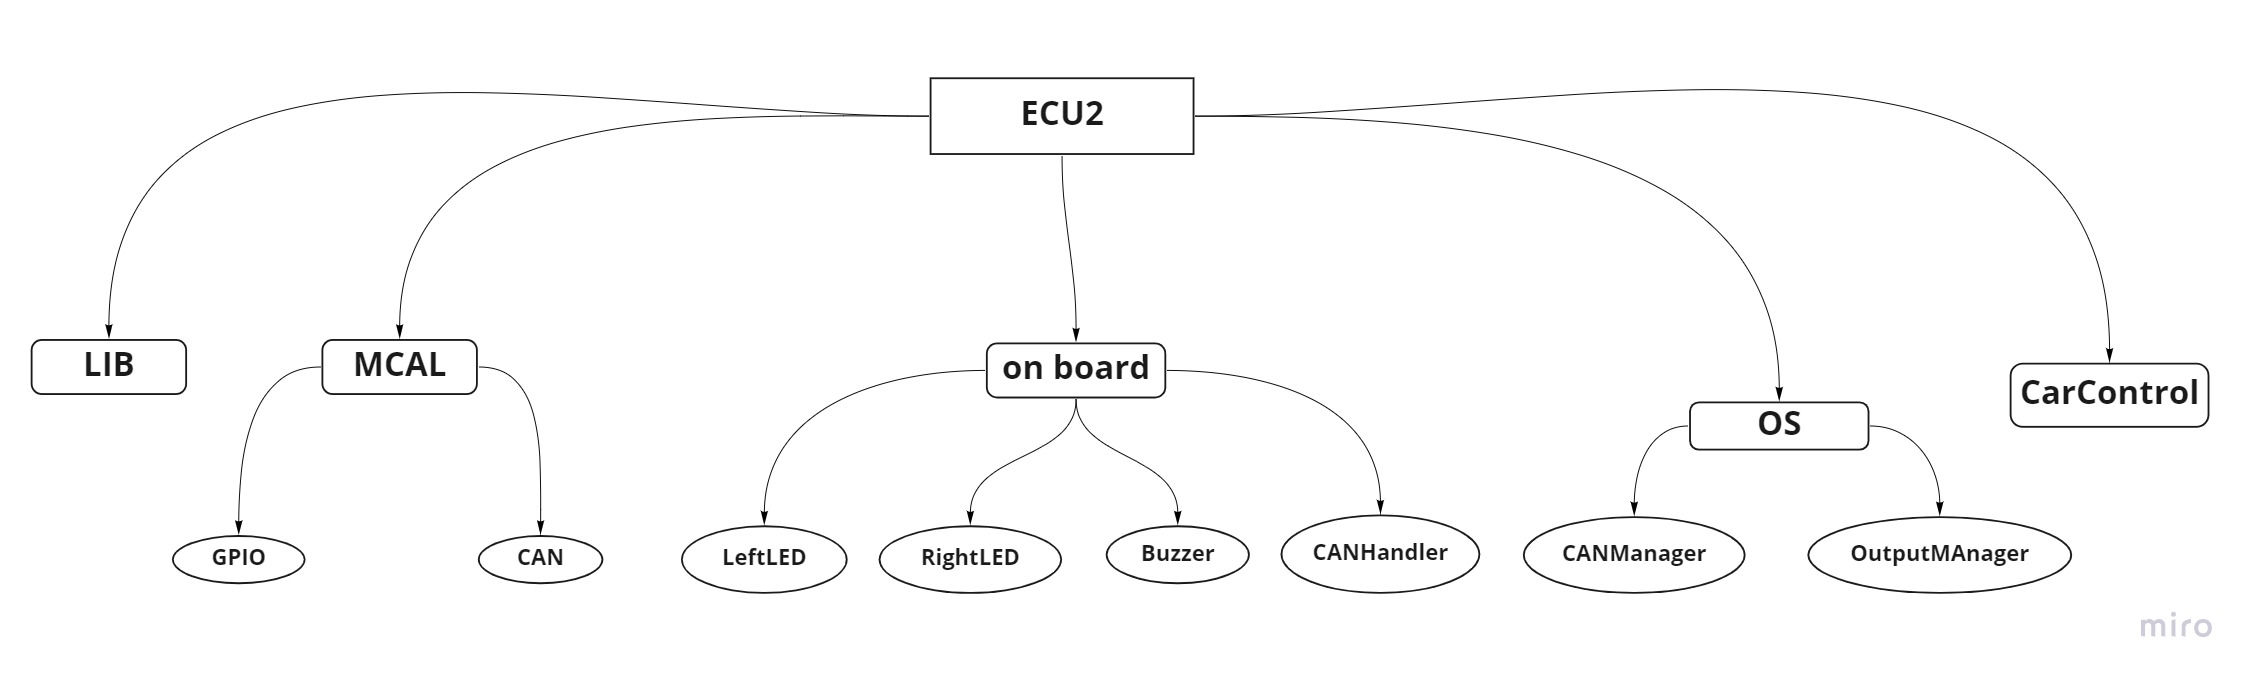 ECU2
LIB
MCAL
on board
OS
CarControl
GPIO
CAN
LeftLED
RightLED
Buzzer
CANHandler
CANManager
OutputMAnager
miro